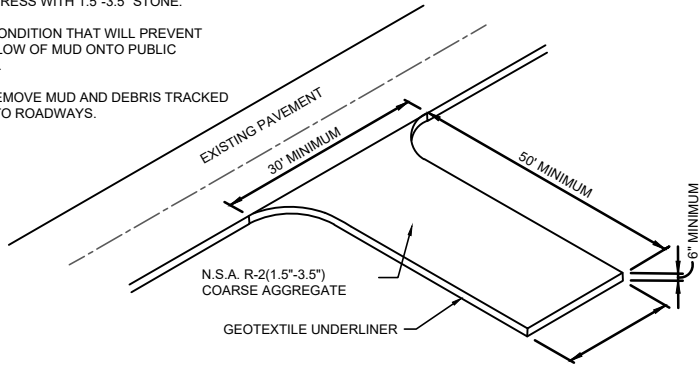 RESS WITH 1.5"-3.5" STONE.
ONDITION THAT WILL PREVENT
LOW OF MUD ONTO PUBLIC
EMOVE MUD AND DEBRIS TRACKED
TO ROADWAYS.
EXISTING PAVEMENT
30' MINIMUM
50' MINIMUM
6" MINIMUM
N.S.A. R-2(1.5"-3.5")
COARSE AGGREGATE
GEOTEXTILE UNDERLINER